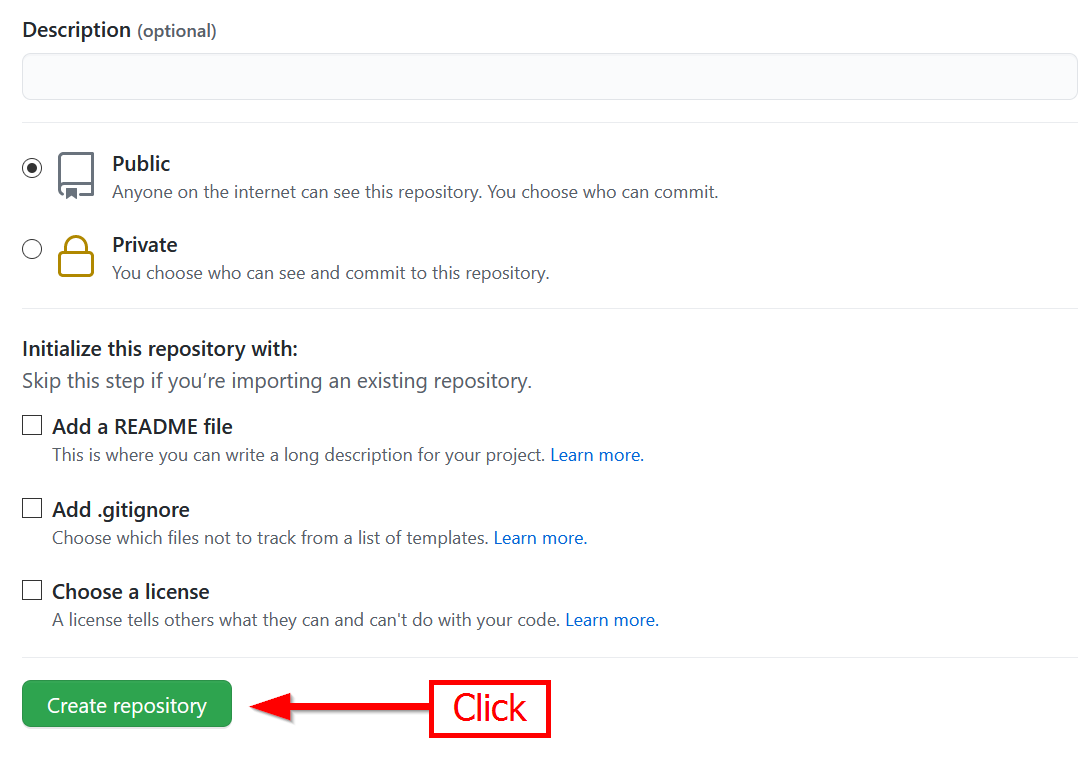 Description (optional)
Public
Anyone on the internet can see this repository. You choose who can commit.
Private
You choose who can see and commit to this repository.
Initialize this repository with:
Skip this step if you’re importing an existing repository.
Add a README file
This is where you can write a long description for your project. Learn more.
Add .gitignore
Choose which files not to track from a list of templates. Learn more.
Choose a license
A license tells others what they can and can't do with your code. Learn more.
Create repository
Click